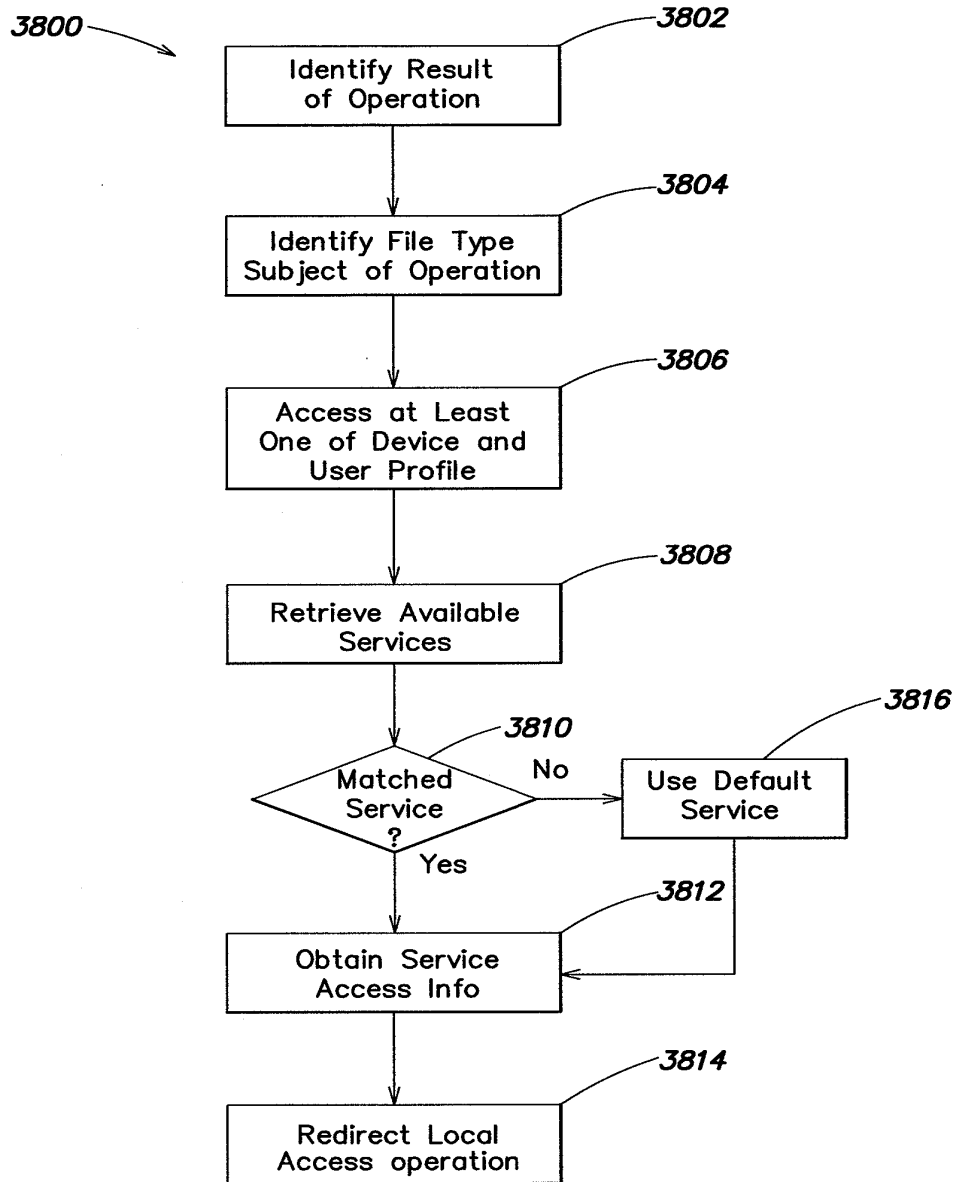 3800
3802
Identify Result
of Operation
3804
Identify File Type
Subject of Operation
3806
Access at Least
One of Device and
User Profile
3808
Retrieve Available
Services
3810
Matched
Service
?
No
Yes
3816
Use Default
Service
3812
Obtain Service
Access Info
3814
Redirect Local
Access operation